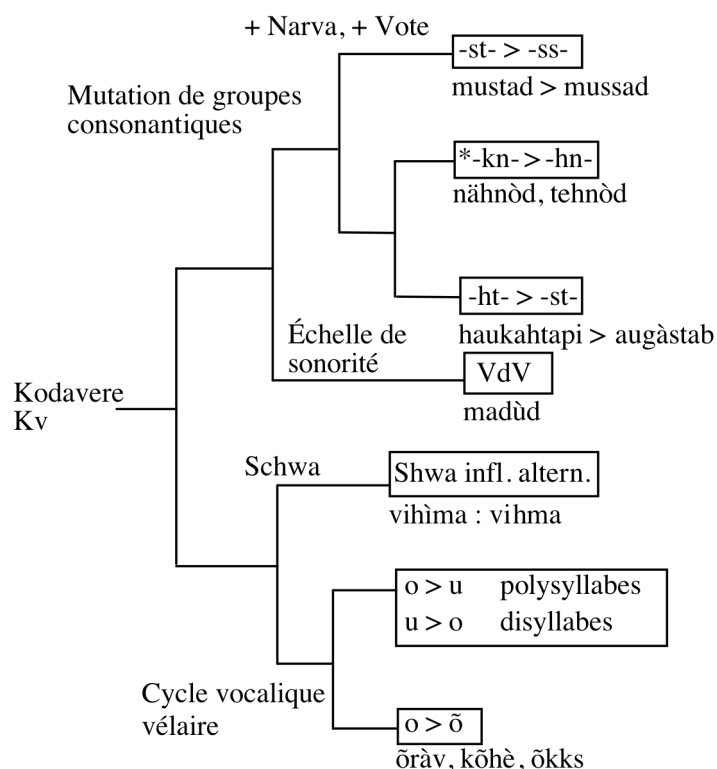 + Narva, + Vote
-st- > -ss-
mustad > mussad
Mutation de groupes
consonantiques
*-kn- > -hn-
nähnòd, tehnòd
-ht- > -st-
haukahtapi > augàstab
Échelle de
sonorité
VdV
madùd
Kodavere
Kv
Schwa
Shwa infl. altern.
vihìma : vihma
o > u polysyllabes
u > o disyllabes
Cycle vocalique
vélaire
o > õ
õràv, kõhè, õkks